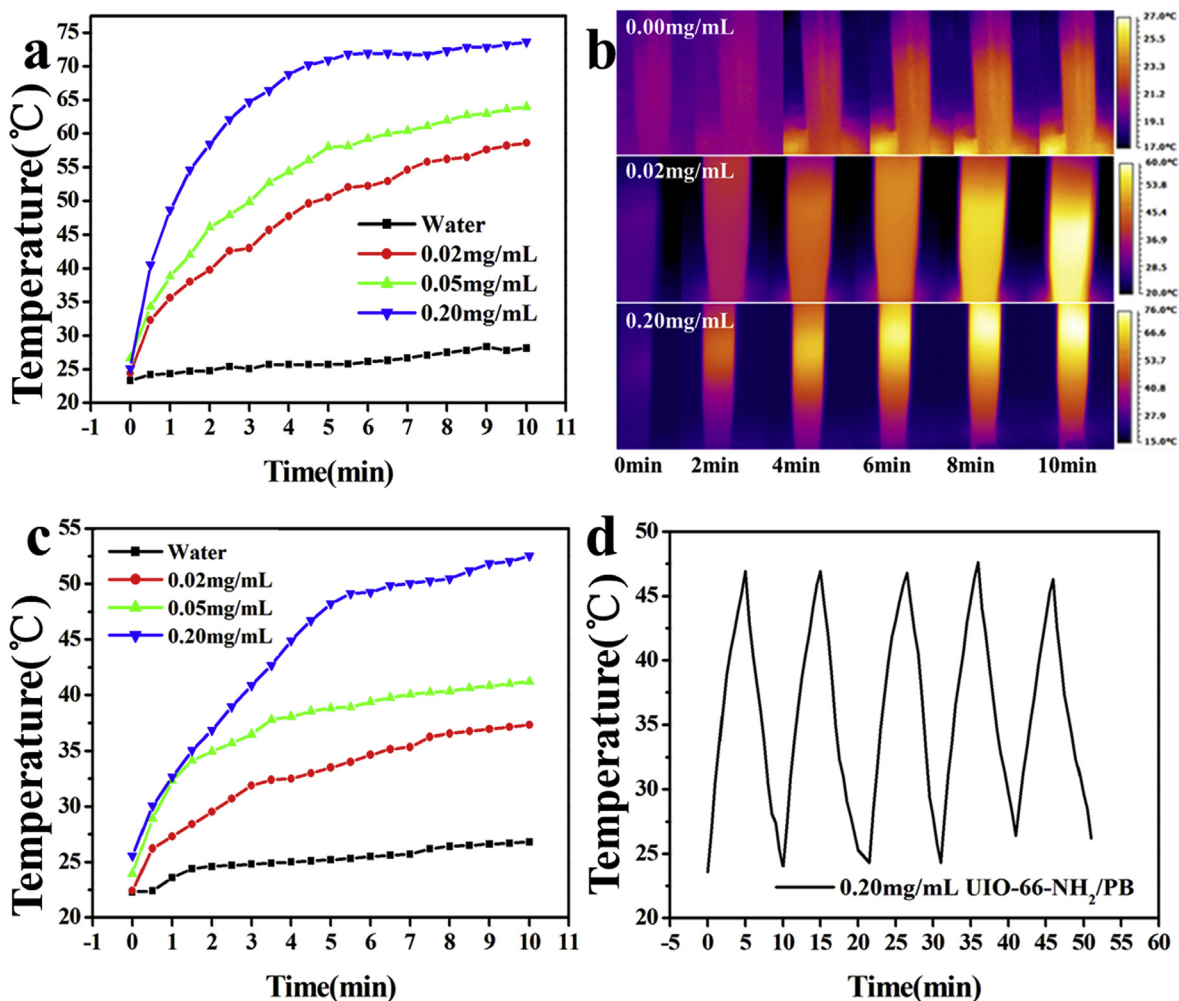 a
Temperature(℃)
75
70
65
60
55
50
45
40
35
30
25
20
Water
0.02mg/mL
0.05mg/mL
0.20mg/mL
-1 0 1 2 3 4 5 6 7 8 9 10 11
Time(min)
b
0.00mg/mL
27.0°C
25.3
23.3
21.2
19.1
17.0°C
0.02mg/mL
60.0°C
53.8
45.4
36.9
28.5
20.0°C
0.20mg/mL
76.0°C
66.6
53.7
40.8
27.9
15.0°C
0min 2min 4min 6min 8min 10min
c
Temperature(℃)
55
50
45
40
35
30
25
20
Water
0.02mg/mL
0.05mg/mL
0.20mg/mL
-1 0 1 2 3 4 5 6 7 8 9 10 11
Time(min)
d
Temperature(℃)
50
45
40
35
30
25
20
0.20mg/mL UIO-66-NH₂/PB
-5 0 5 10 15 20 25 30 35 40 45 50 55 60
Time(min)